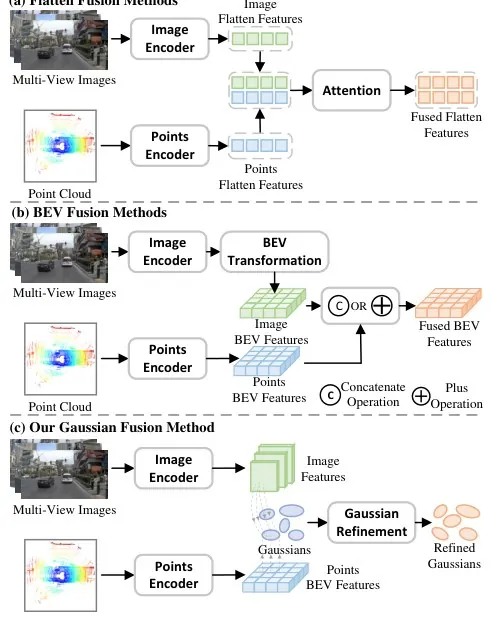 (a) Flatten Fusion Methods
Image
Flatten Features
Image
Encoder
Multi-View Images
Attention
Fused Flatten
Features
Points
Encoder
Points
Flatten Features
Point Cloud
(b) BEV Fusion Methods
Image
Encoder
BEV
Transformation
Multi-View Images
C OR +
Image
BEV Features
Fused BEV
Features
Points
Encoder
Points
BEV Features
C Concatenate
Operation
+ Plus
Operation
Point Cloud
(c) Our Gaussian Fusion Method
Image
Encoder
Image
Features
Multi-View Images
Gaussian
Refinement
Gaussians
Refined
Gaussians
Points
Encoder
Points
BEV Features